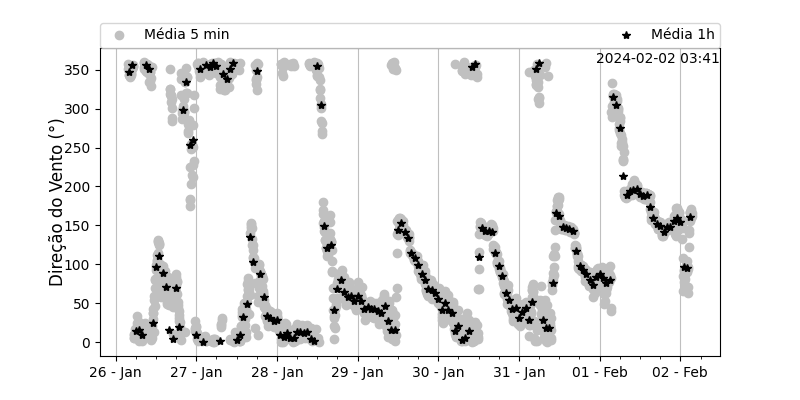 Média 5 min
Média 1h
2024-02-02 03:41
Direção do Vento (°)
350
300
250
200
150
100
50
0
26 - Jan
27 - Jan
28 - Jan
29 - Jan
30 - Jan
31 - Jan
01 - Feb
02 - Feb